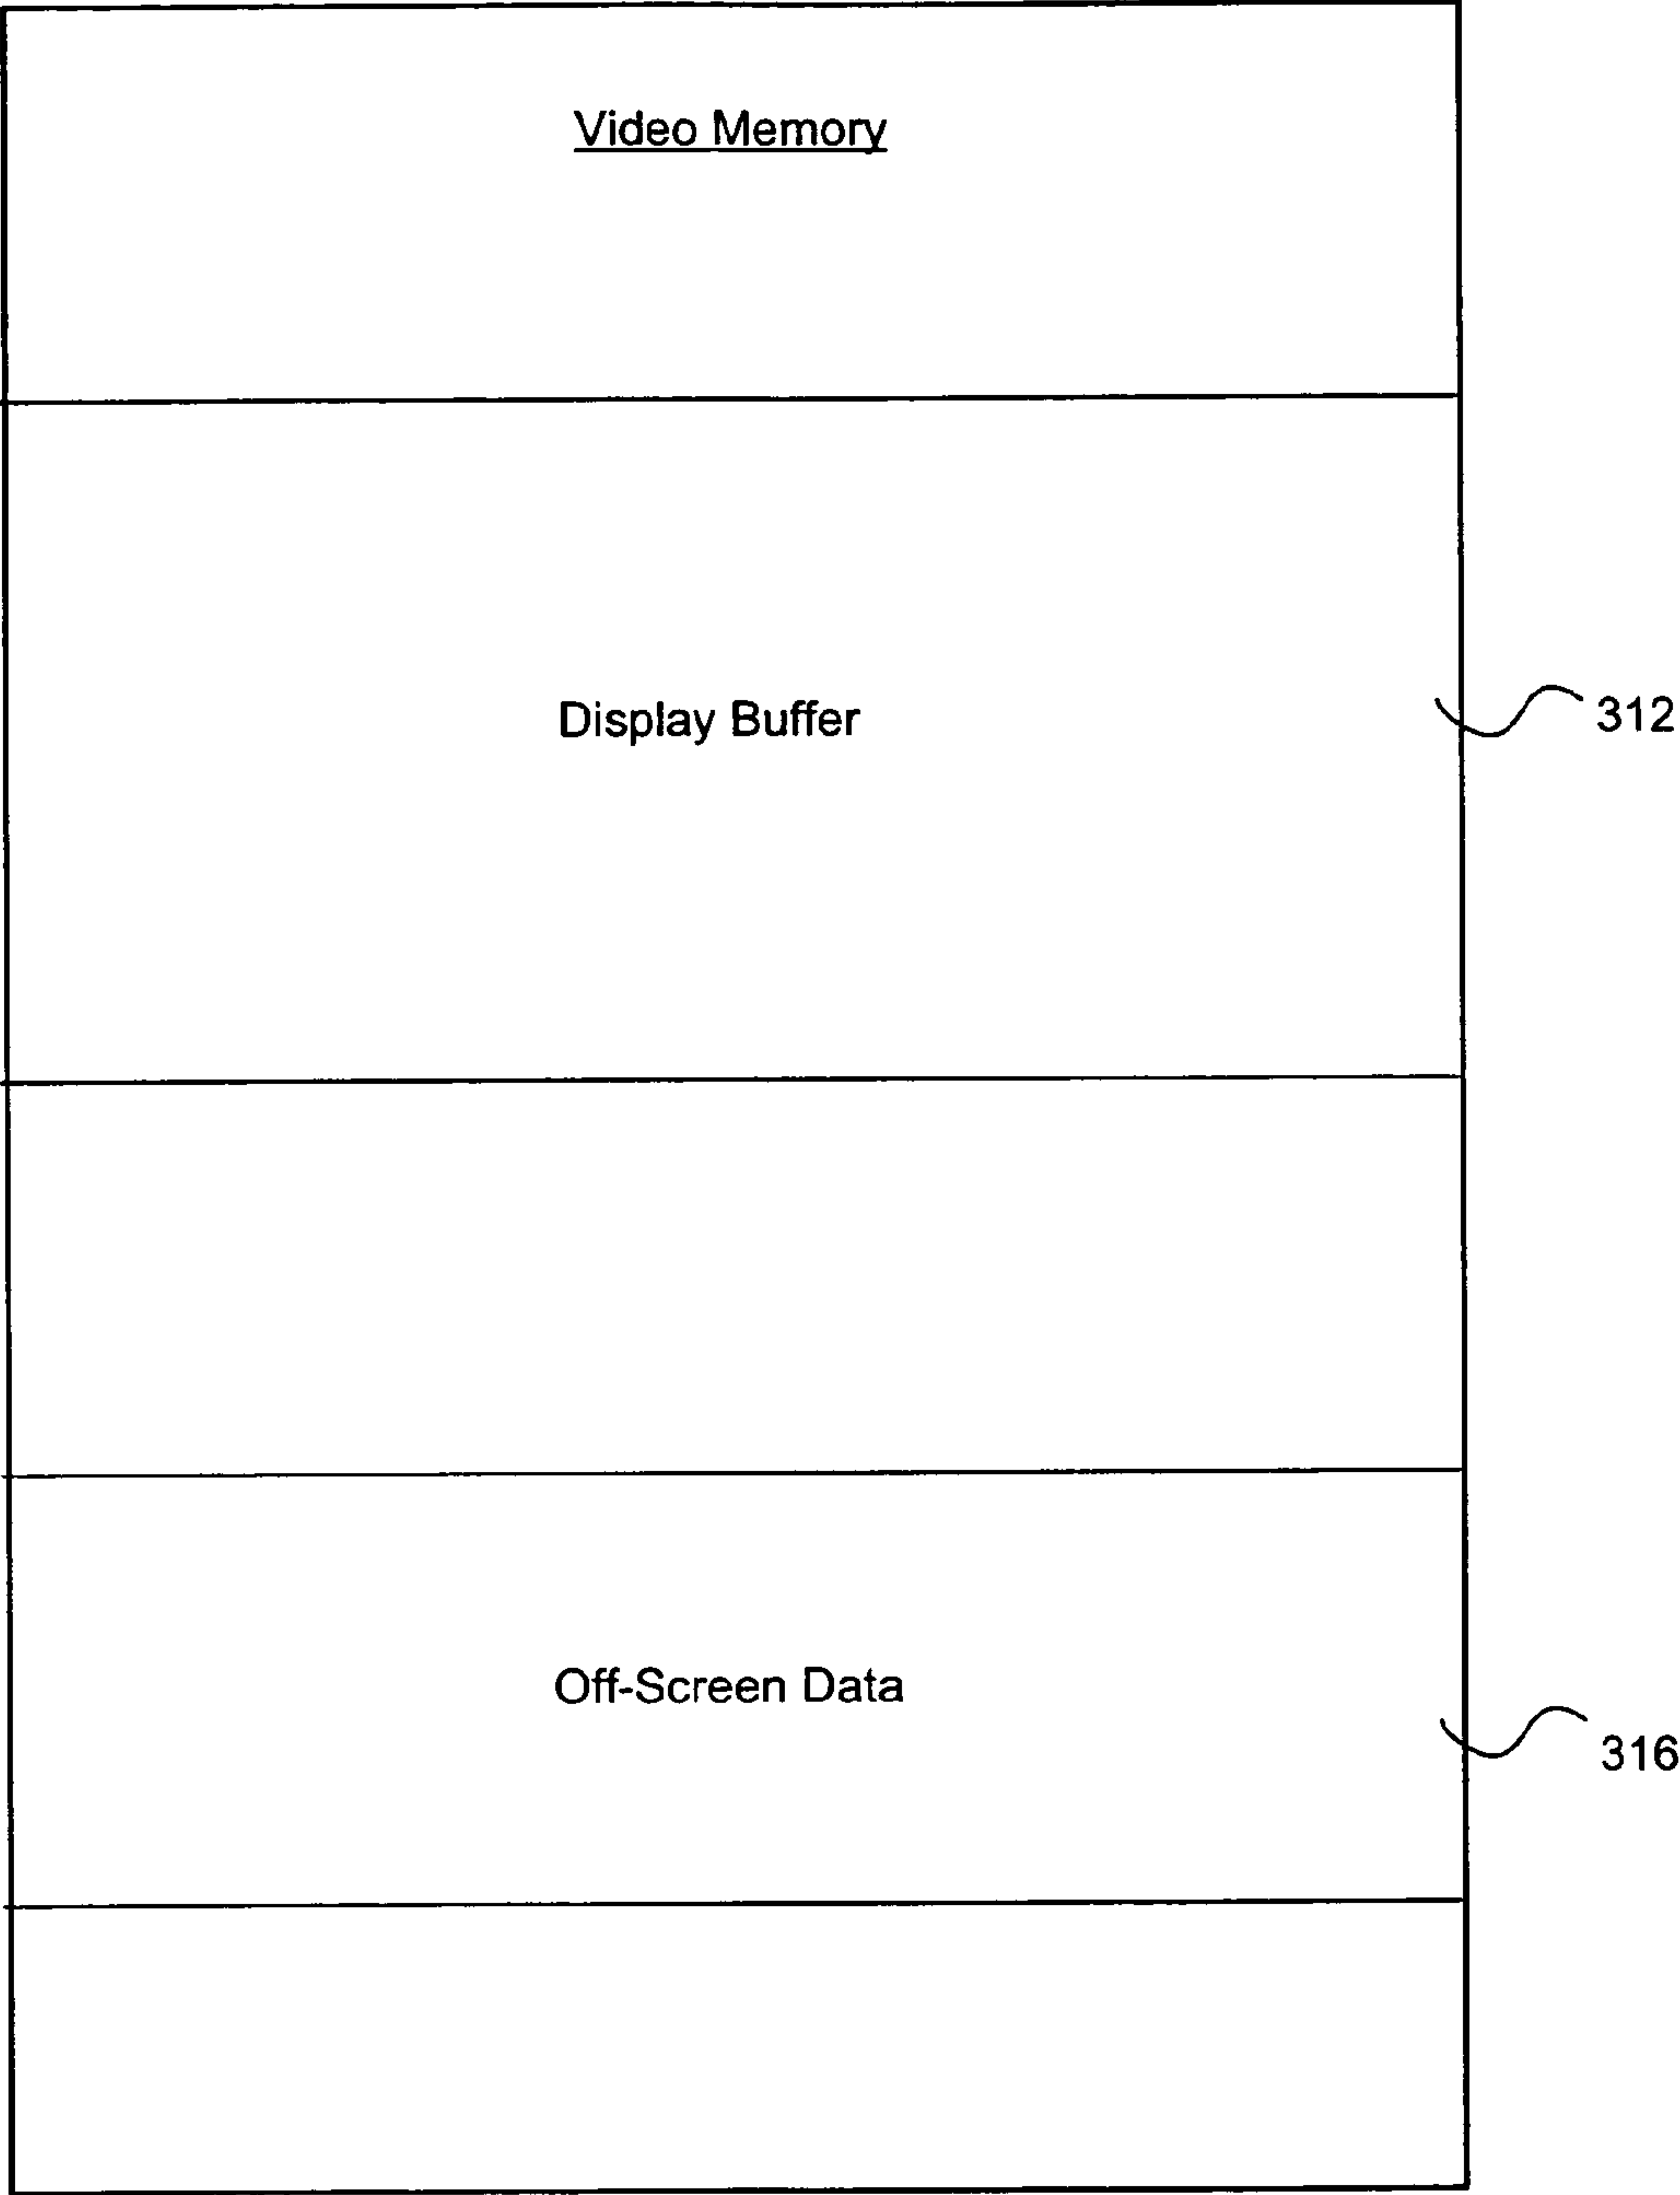 Video Memory
Display Buffer
312
Off-Screen Data
316